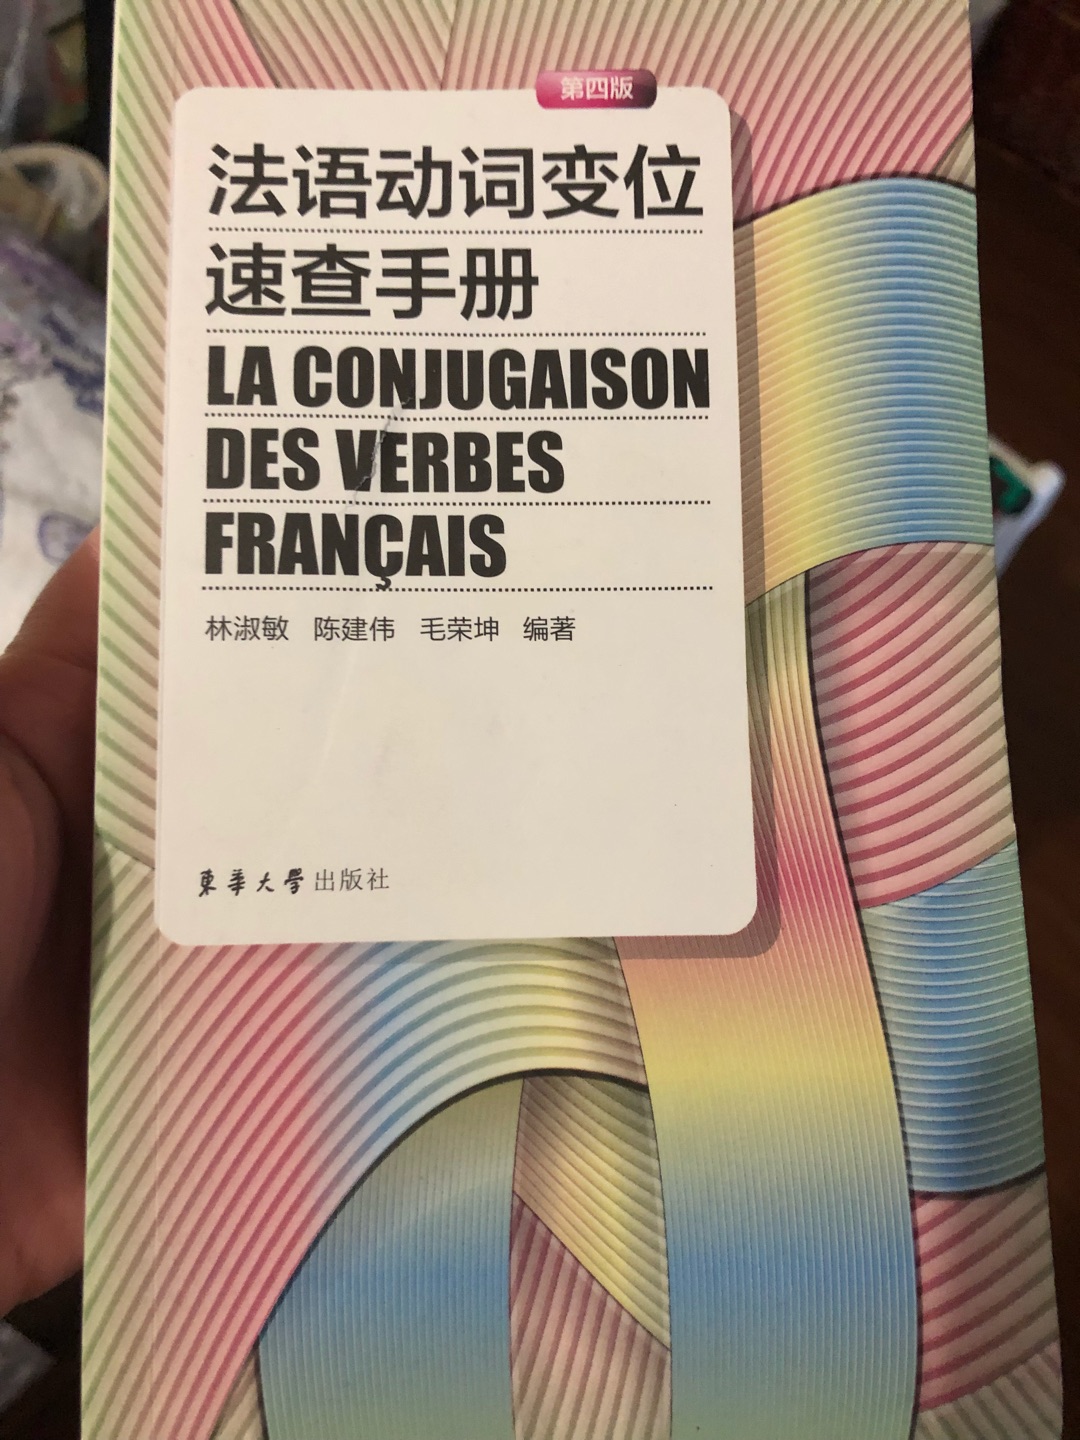 第四版
法语动词变位
速查手册
LA CONJUGAISON
DES VERBES
FRANÇAIS
林淑敏 陈建伟 毛荣坤 编著
東華大學出版社